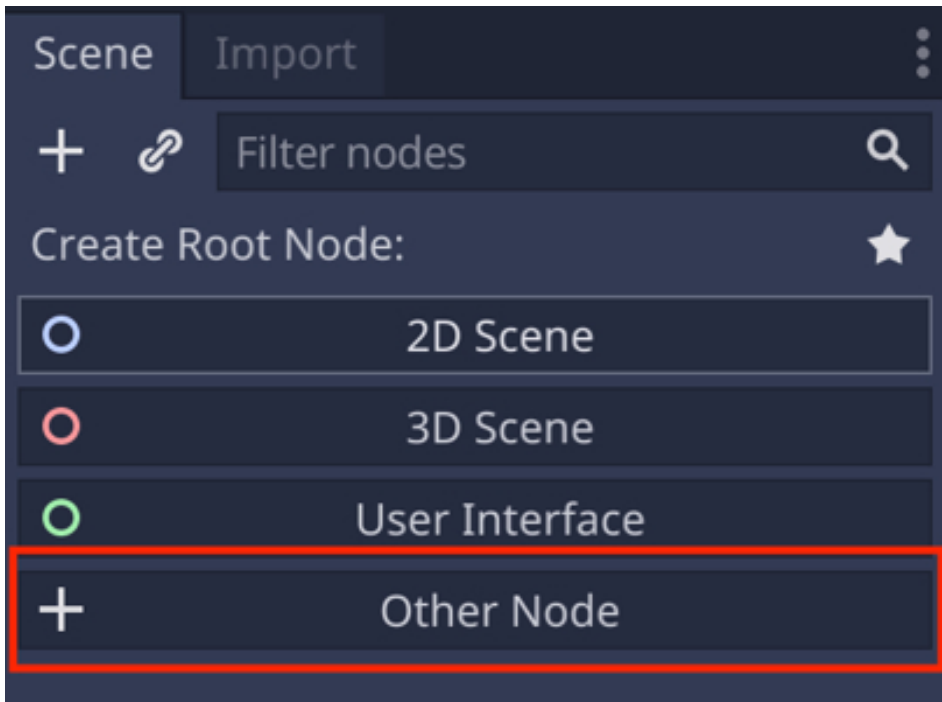 Scene Import
Filter nodes
Create Root Node:
2D Scene
3D Scene
User Interface
Other Node